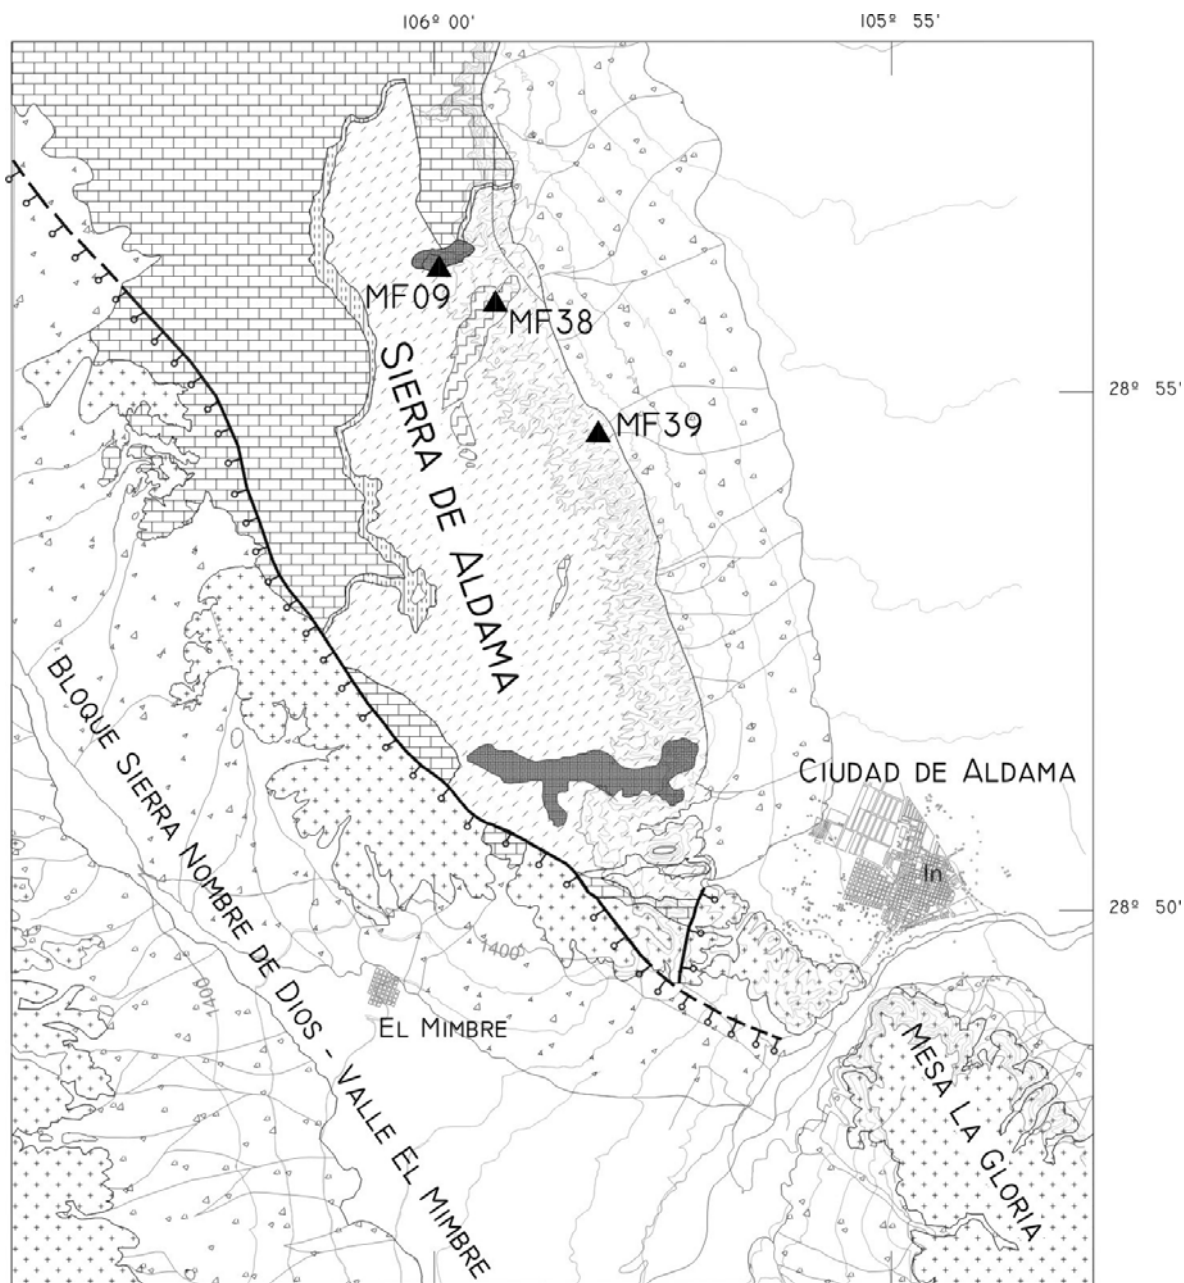 106º 00'
105º 55'
MF09
MF38
SIERRA DE ALDAMA
28º 55'
MF39
BLOQUE SIERRA NOMBRE DE DIOS - VALLE EL MIMBRE
CIUDAD DE ALDAMA
In
28º 50'
1400
1400
EL MIMBRE
MESA LA GLORIA